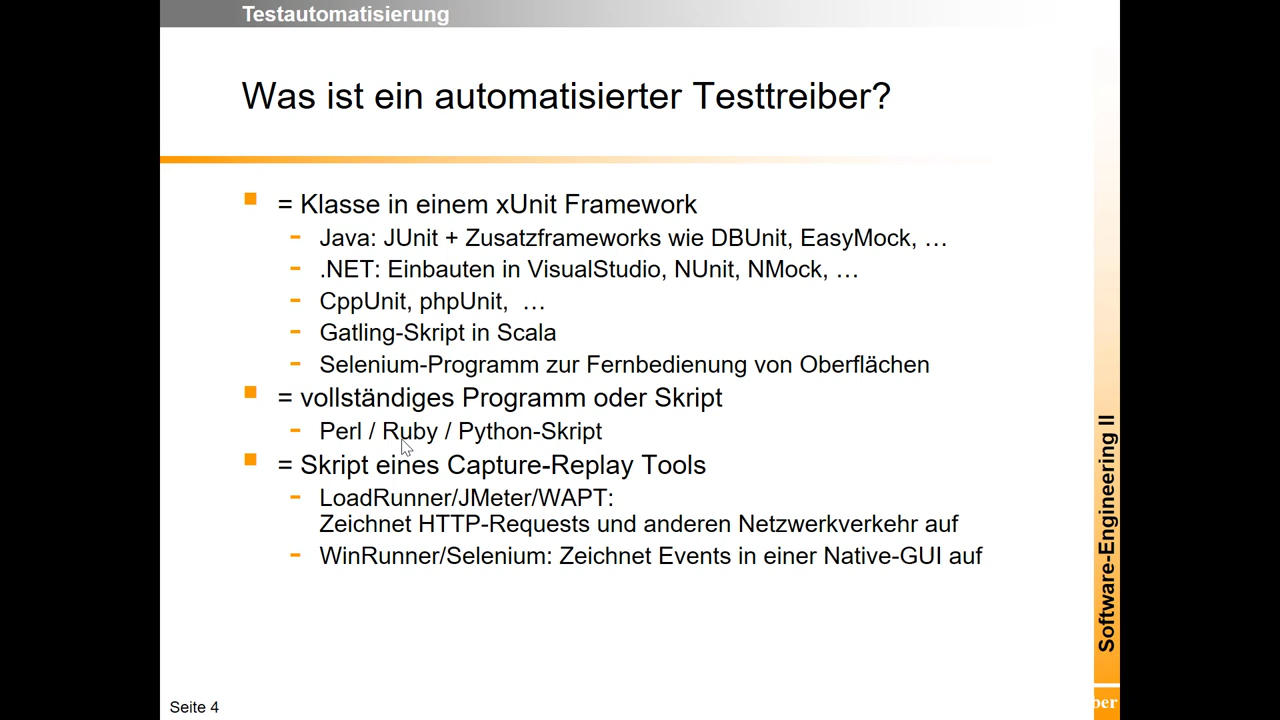 Testautomatisierung
Was ist ein automatisierter Testtreiber?
= Klasse in einem xUnit Framework
- Java: JUnit + Zusatzframeworks wie DBUnit, EasyMock, …
- .NET: Einbauten in VisualStudio, NUnit, NMock, …
- CppUnit, phpUnit, …
- Gatling-Skript in Scala
- Selenium-Programm zur Fernbedienung von Oberflächen
= vollständiges Programm oder Skript
- Perl / Ruby / Python-Skript
= Skript eines Capture-Replay Tools
- LoadRunner/JMeter/WAPT:
Zeichnet HTTP-Requests und anderen Netzwerkverkehr auf
- WinRunner/Selenium: Zeichnet Events in einer Native-GUI auf
Software-Engineering II
Seite 4